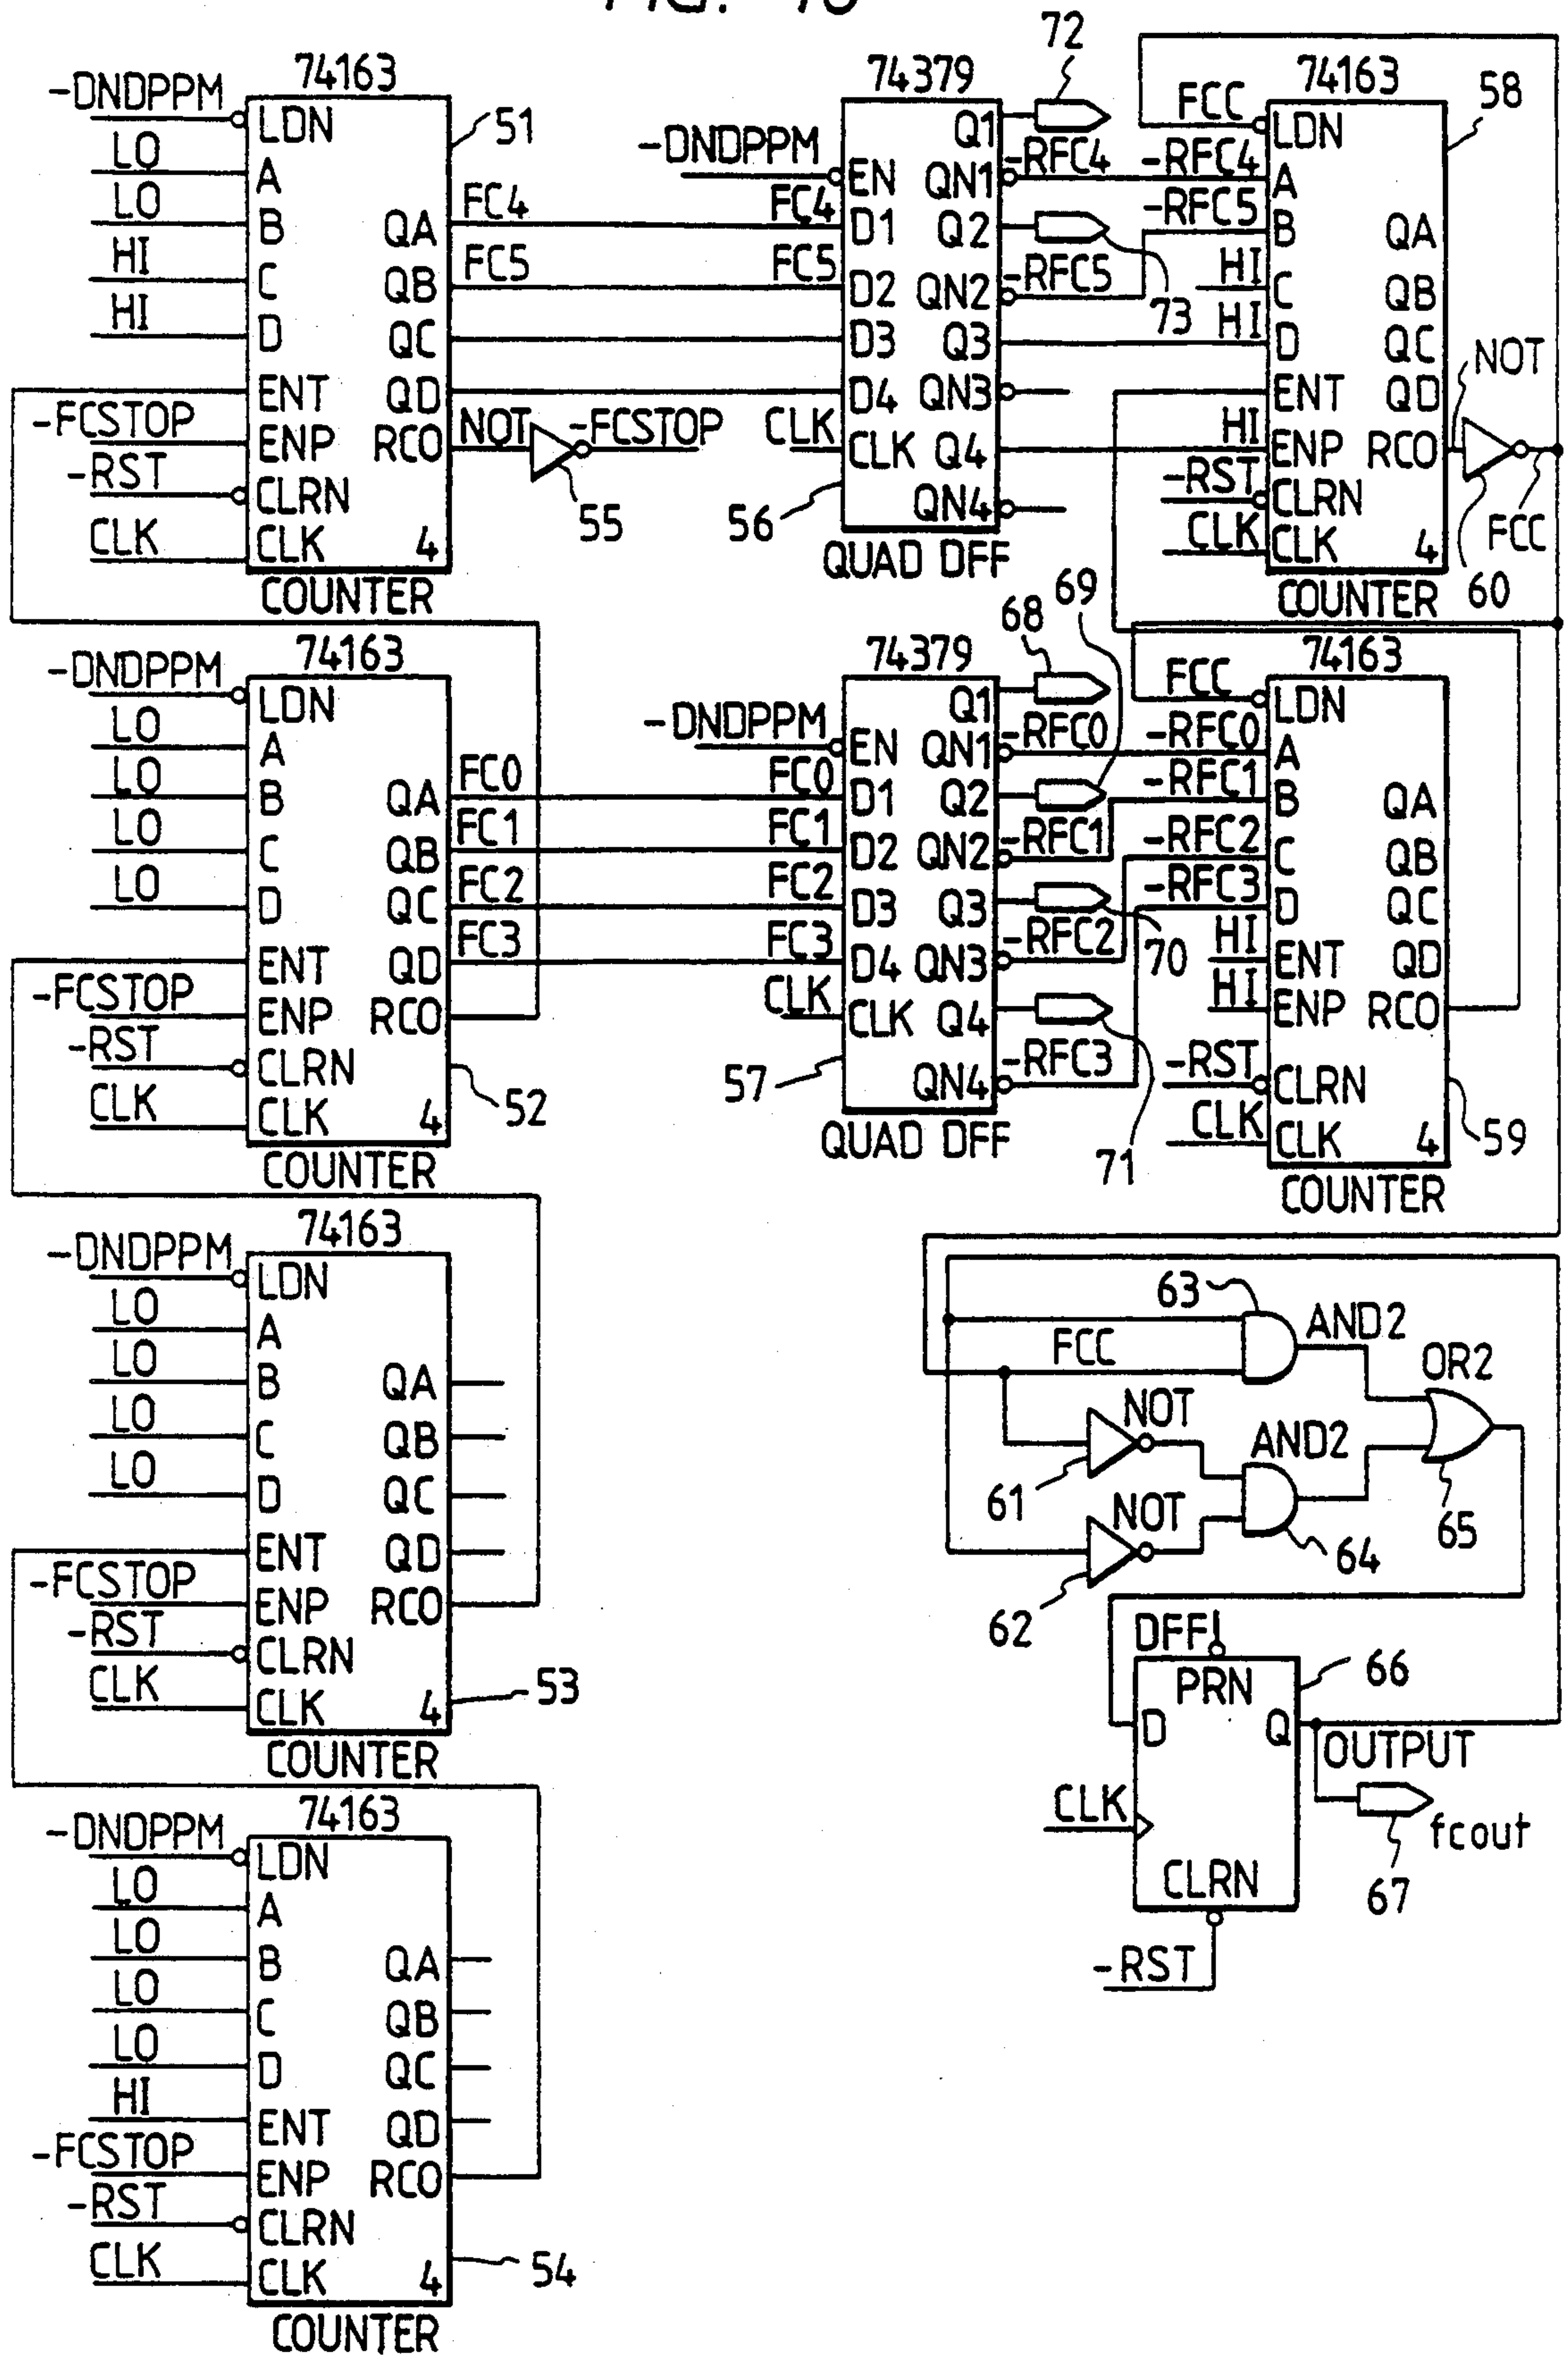 74163
-DNDPPM
LDN
51
LO
A
LO
B
QA
FC4
HI
C
QB
FC5
HI
D
QC
ENT
QD
-FCSTOP
ENP
RCO
NOT
-FCSTOP
-RST
CLRN
55
CLK
CLK
4
COUNTER
74379
72
-DNDPPM
EN
Q1
QN1
-RFC4
FC4
D1
Q2
FC5
D2
QN2
-RFC5
73
D3
Q3
D4
QN3
CLK
CLK
Q4
56
QN4
QUAD DFF
74163
58
FCC
LDN
-RFC4
A
-RFC5
B
QA
HI
C
QB
HI
D
QC
NOT
ENT
QD
HI
ENP
RCO
-RST
CLRN
FCC
CLK
CLK
4
60
COUNTER
74163
-DNDPPM
LDN
LO
A
LO
B
QA
FC0
LO
C
QB
FC1
LO
D
QC
FC2
ENT
QD
FC3
-FCSTOP
ENP
RCO
-RST
CLRN
CLK
CLK
4
52
COUNTER
74379
68
69
-DNDPPM
EN
Q1
QN1
-RFC0
FC0
D1
Q2
FC1
D2
QN2
-RFC1
FC2
D3
Q3
70
FC3
D4
QN3
-RFC2
CLK
CLK
Q4
57
QN4
-RFC3
71
QUAD DFF
74163
FCC
LDN
-RFC0
A
-RFC1
B
QA
-RFC2
C
QB
-RFC3
D
QC
HI
ENT
QD
HI
ENP
RCO
-RST
CLRN
CLK
CLK
4
59
COUNTER
74163
-DNDPPM
LDN
LO
A
LO
B
QA
LO
C
QB
LO
D
QC
ENT
QD
-FCSTOP
ENP
RCO
-RST
CLRN
CLK
CLK
4
53
COUNTER
63
AND2
FCC
OR2
NOT
AND2
61
NOT
65
64
62
DFF
PRN
66
D
Q
OUTPUT
CLK
fcout
CLRN
67
-RST
74163
-DNDPPM
LDN
LO
A
LO
B
QA
LO
C
QB
LO
D
QC
HI
ENT
QD
-FCSTOP
ENP
RCO
-RST
CLRN
CLK
CLK
4
54
COUNTER